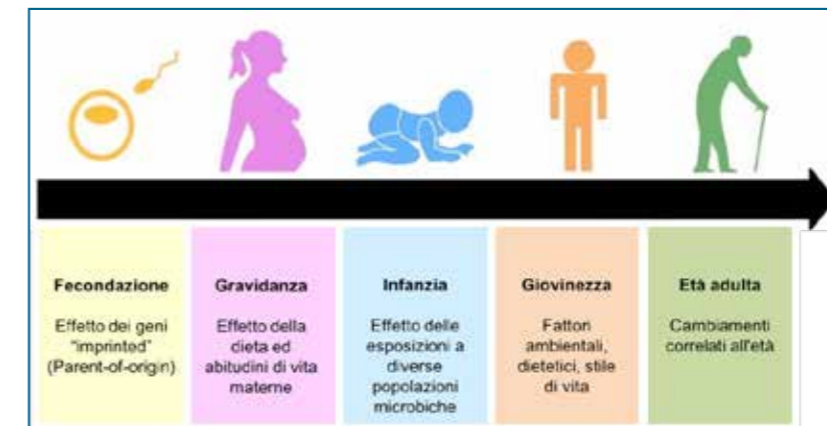 Fecondazione
Effetto dei geni
"imprinted"
(Parent-of-origin)
Gravidanza
Effetto della
dieta ed
abitudini di vita
materne
Infanzia
Effetto delle
esposizioni a
diverse
popolazioni
microbiche
Giovinezza
Fattori
ambientali,
dietetici, stile
di vita
Età adulta
Cambiamenti
correlati all'età